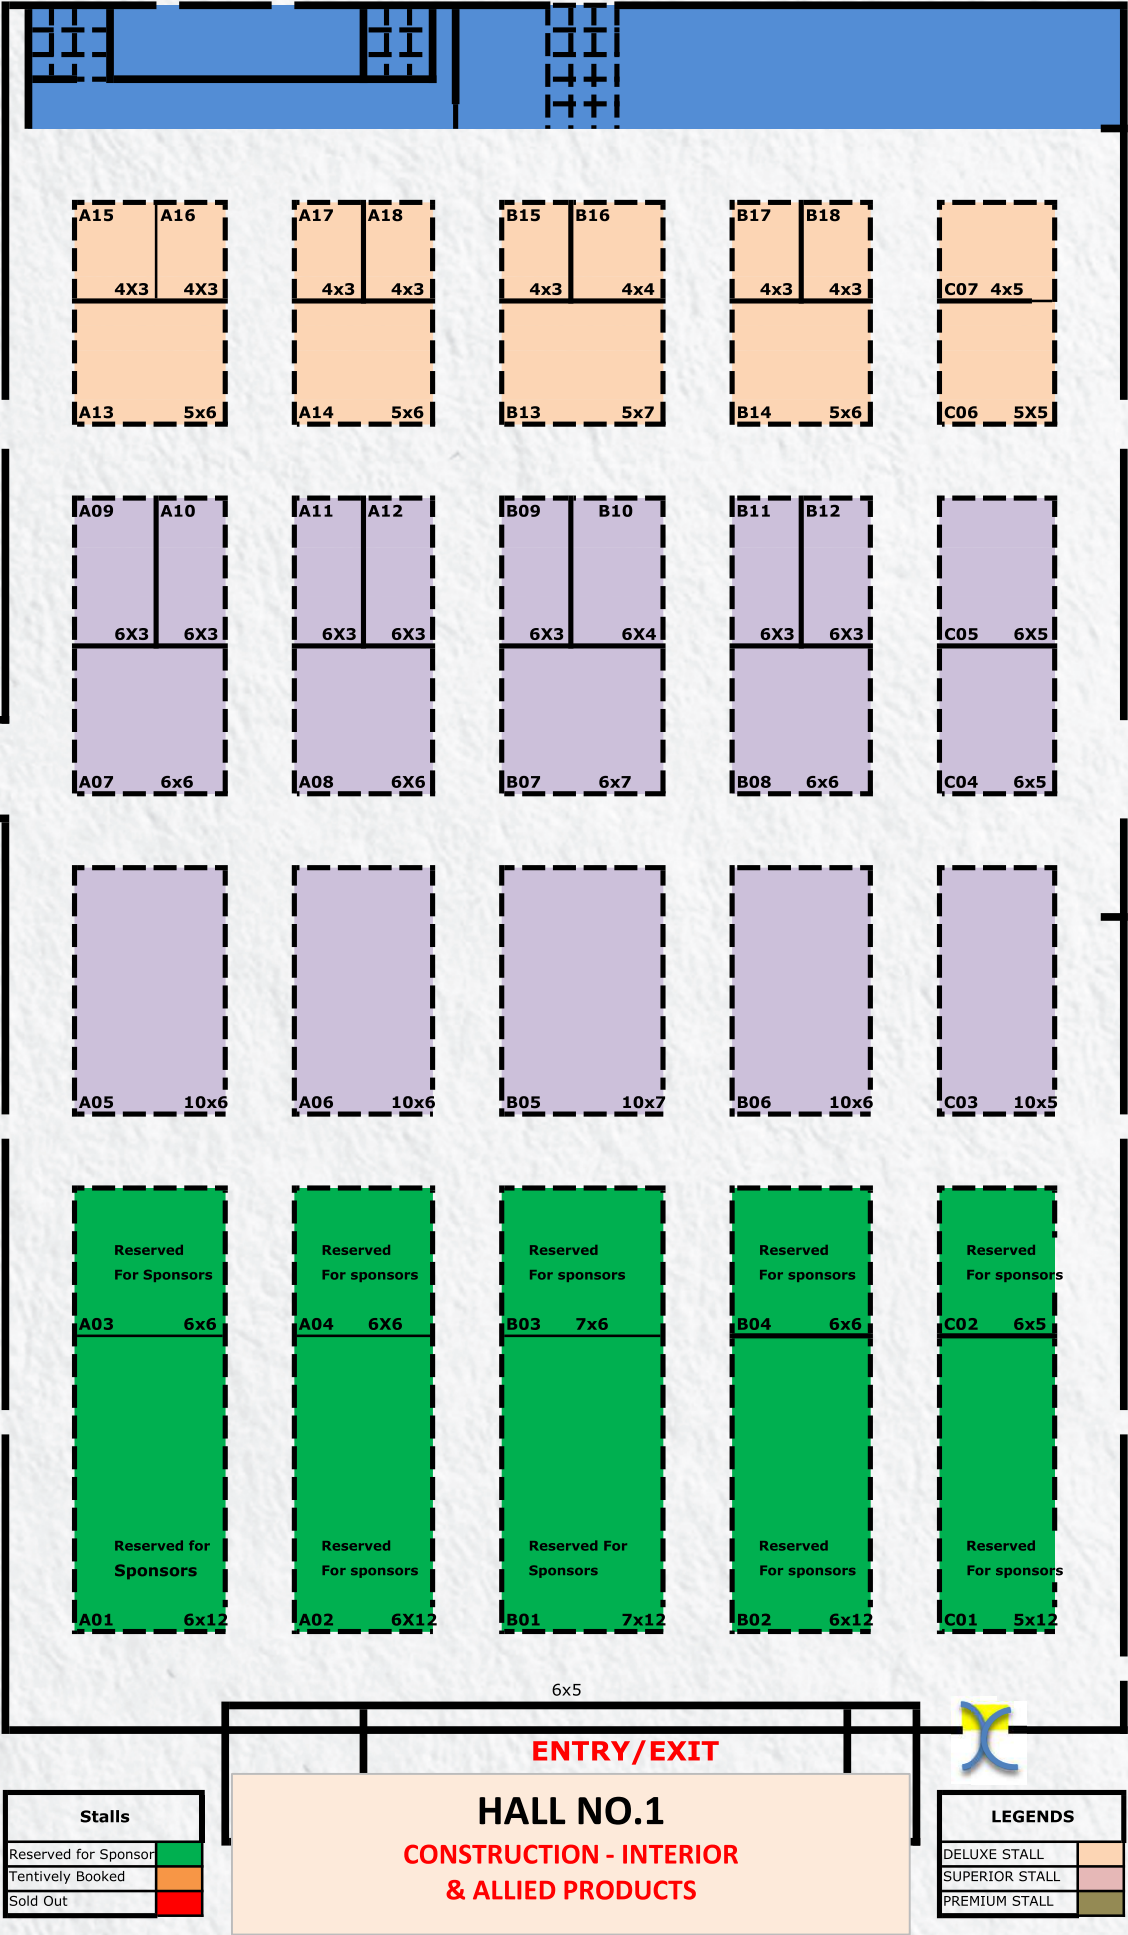 A15 A16 A17 A18 B15 B16 B17 B18
4X3 4X3 4x3 4x3 4x3 4x4 4x3 4x3 C07 4x5
A13 5x6 A14 5x6 B13 5x7 B14 5x6 C06 5X5
A09 A10 A11 A12 B09 B10 B11 B12
6X3 6X3 6X3 6X3 6X3 6X4 6X3 6X3 C05 6X5
A07 6x6 A08 6X6 B07 6x7 B08 6x6 C04 6x5
A05 10x6 A06 10x6 B05 10x7 B06 10x6 C03 10x5
Reserved Reserved Reserved Reserved Reserved
For Sponsors For sponsors For sponsors For sponsors For sponsors
A03 6x6 A04 6X6 B03 7x6 B04 6x6 C02 6x5
Reserved for Reserved Reserved For Reserved Reserved
Sponsors For sponsors Sponsors For sponsors For sponsors
A01 6x12 A02 6X12 B01 7x12 B02 6x12 C01 5x12
6x5
ENTRY/EXIT
HALL NO.1
CONSTRUCTION - INTERIOR
& ALLIED PRODUCTS
Stalls
Reserved for Sponsor
Tentively Booked
Sold Out
LEGENDS
DELUXE STALL
SUPERIOR STALL
PREMIUM STALL